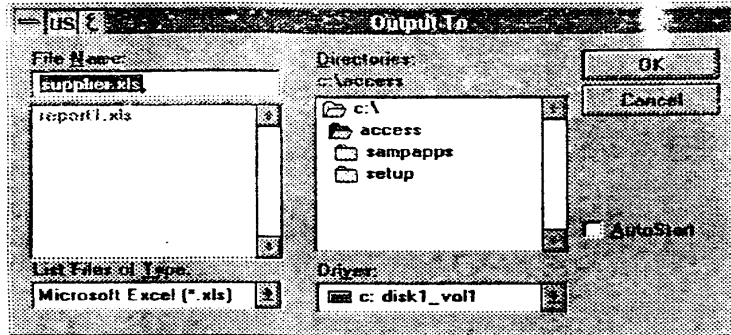 US ع Output To
File Name:
supplier.xls
report1.xls
List Files of Type:
Microsoft Excel (*.xls)
Directories:
c:\access
c:\
access
sampapps
setup
Drives:
c: disk1_vol1
OK
Cancel
AutoStart